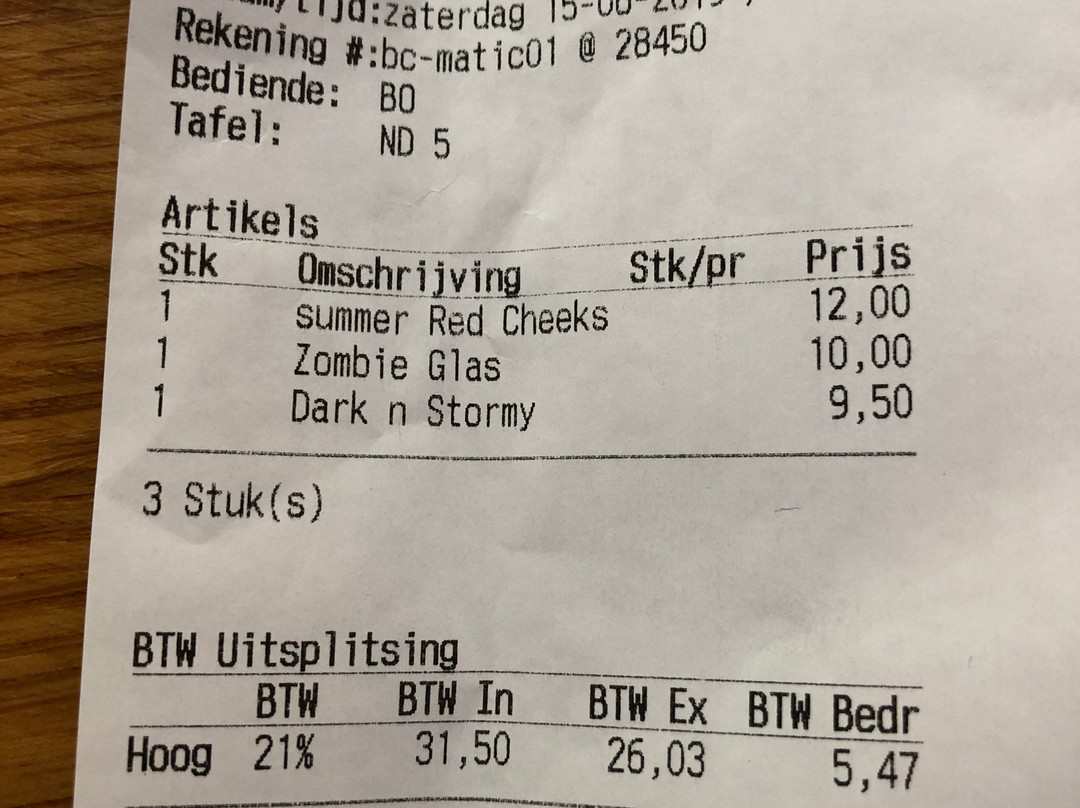 zaterdag
Rekening #:bc-matic01 @ 28450
Bediende: BO
Tafel: ND 5
Artikels
Stk Omschrijving Stk/pr Prijs
1 summer Red Cheeks 12,00
1 Zombie Glas 10,00
1 Dark n Stormy 9,50
3 Stuk(s)
BTW Uitsplitsing
BTW BTW In BTW Ex BTW Bedr
Hoog 21% 31,50 26,03 5,47